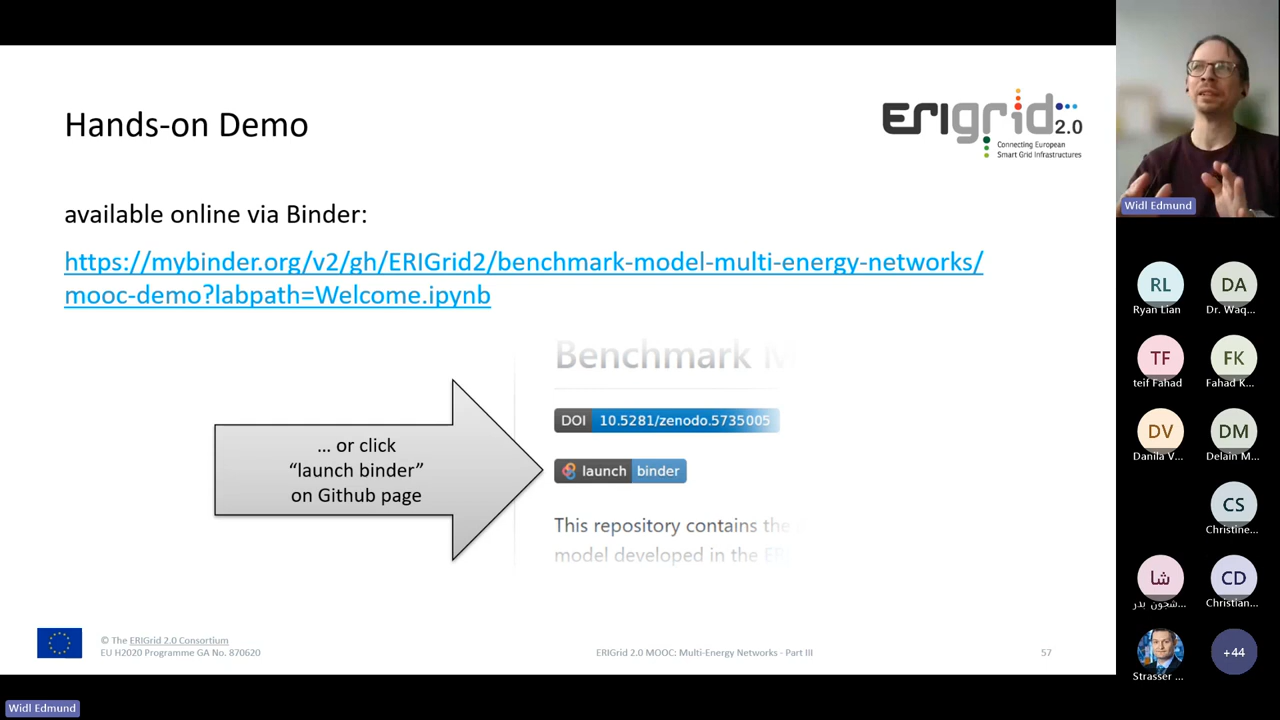 Hands-on Demo
ERIGrid 2.0
Connecting European
Smart Grid Infrastructures
available online via Binder:
https://mybinder.org/v2/gh/ERIGrid2/benchmark-model-multi-energy-networks/
mooc-demo?labpath=Welcome.ipynb
Benchmark M
DOI 10.5281/zenodo.5735005
... or click
“launch binder”
on Github page
launch binder
This repository contains the
model developed in the ERI
© The ERIGrid 2.0 Consortium
EU H2020 Programme GA No. 870620
ERIGrid 2.0 MOOC: Multi-Energy Networks - Part III
57
Widl Edmund
RL
Ryan Lian
DA
Dr. Waq...
TF
teif Fahad
FK
Fahad K...
DV
Danila V...
DM
Delain M...
CS
Christine...
شا
شجون بدر...
CD
Christian...
Strasser ...
+44
Widl Edmund